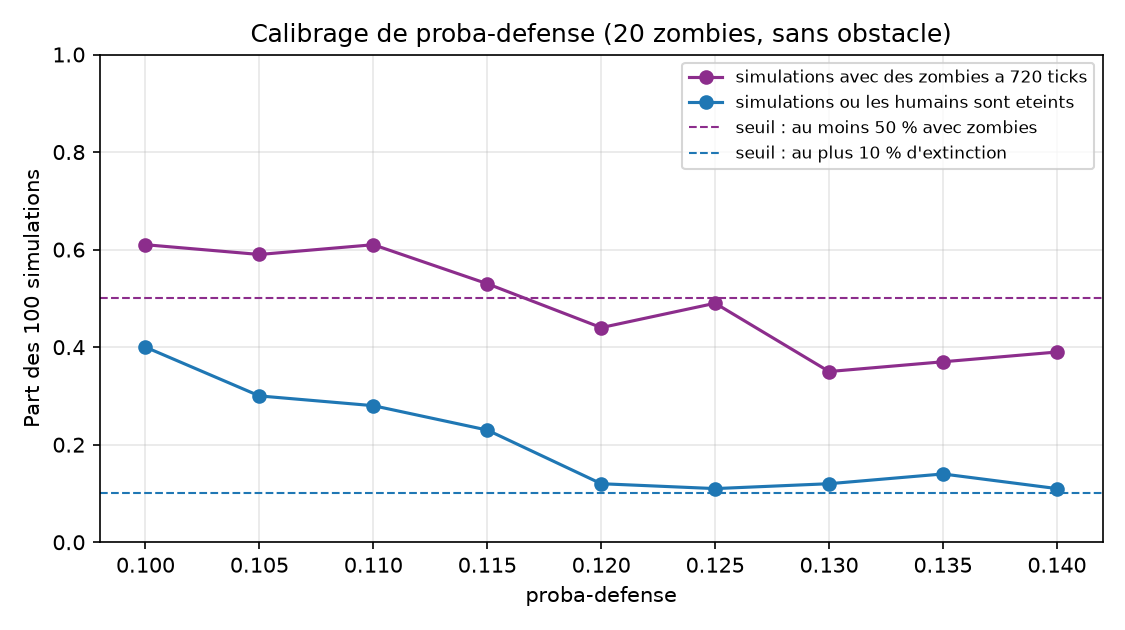 Calibrage de proba-defense (20 zombies, sans obstacle)
1.0
0.8
0.6
0.4
0.2
0.0
Part des 100 simulations
simulations avec des zombies a 720 ticks
simulations ou les humains sont eteints
seuil : au moins 50 % avec zombies
seuil : au plus 10 % d'extinction
0.100 0.105 0.110 0.115 0.120 0.125 0.130 0.135 0.140
proba-defense